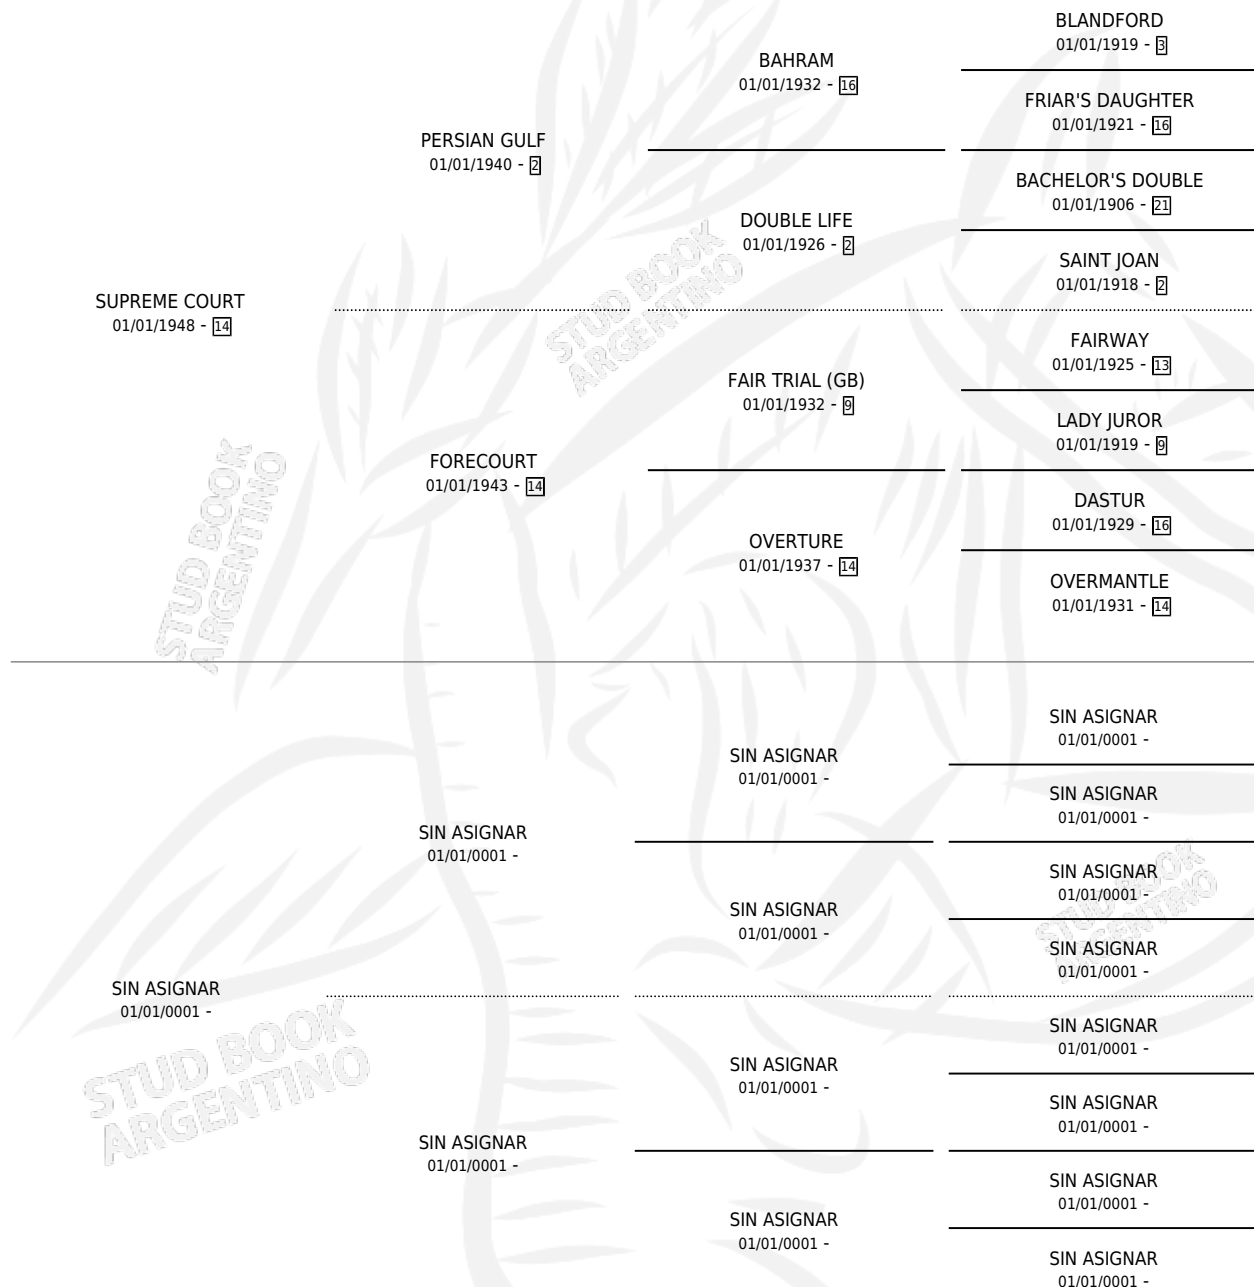 BLANDFORD
01/01/1919 - 3
BAHRAM
01/01/1932 - 16
FRIAR'S DAUGHTER
01/01/1921 - 16
PERSIAN GULF
01/01/1940 - 2
BACHELOR'S DOUBLE
01/01/1906 - 21
DOUBLE LIFE
01/01/1926 - 2
SAINT JOAN
01/01/1918 - 2
SUPREME COURT
01/01/1948 - 14
FAIRWAY
01/01/1925 - 13
FAIR TRIAL (GB)
01/01/1932 - 9
LADY JUROR
01/01/1919 - 9
FORECOURT
01/01/1943 - 14
DASTUR
01/01/1929 - 16
OVERTURE
01/01/1937 - 14
OVERMANTLE
01/01/1931 - 14
STUD BOOK
ARGENTINO
STUD BOOK
ARGENTINO
SIN ASIGNAR
01/01/0001 -
SIN ASIGNAR
01/01/0001 -
SIN ASIGNAR
01/01/0001 -
SIN ASIGNAR
01/01/0001 -
SIN ASIGNAR
01/01/0001 -
SIN ASIGNAR
01/01/0001 -
SIN ASIGNAR
01/01/0001 -
SIN ASIGNAR
01/01/0001 -
SIN ASIGNAR
01/01/0001 -
SIN ASIGNAR
01/01/0001 -
SIN ASIGNAR
01/01/0001 -
SIN ASIGNAR
01/01/0001 -
SIN ASIGNAR
01/01/0001 -
SIN ASIGNAR
01/01/0001 -
SIN ASIGNAR
01/01/0001 -
STUD BOOK
ARGENTINO
STUD BOOK
ARGENTINO